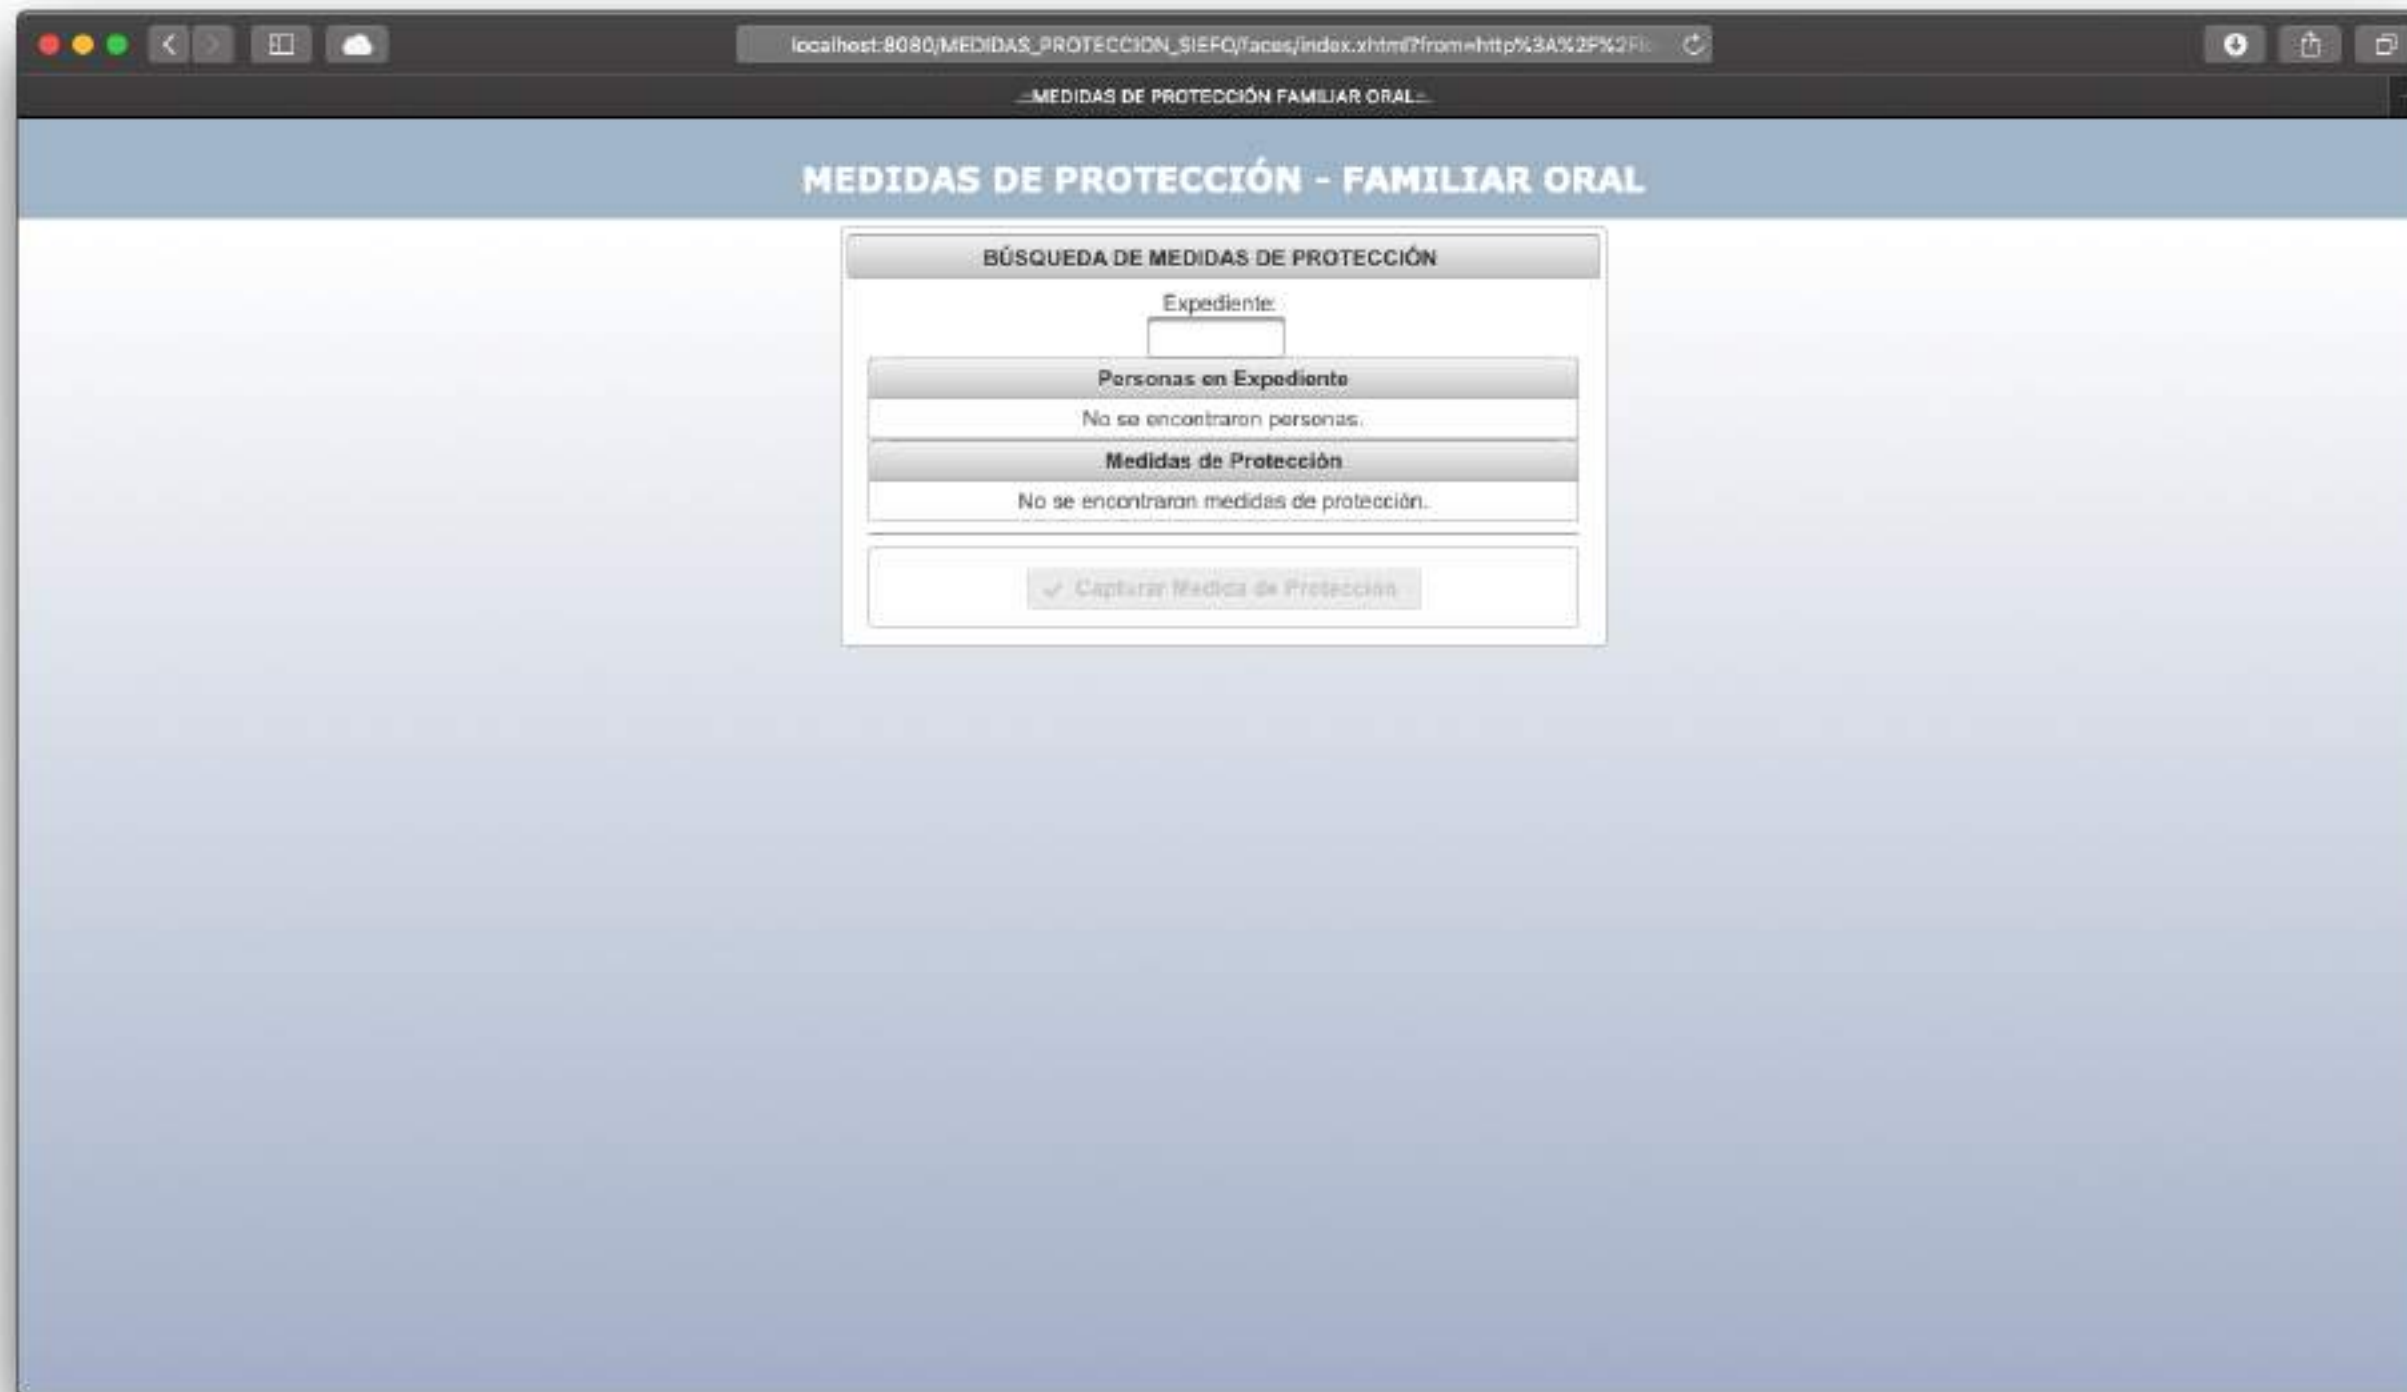 localhost:8080/MEDIDAS_PROTECCION_SIEFO/faces/index.xhtml?from=http%3A%2F%2Flo
.::MEDIDAS DE PROTECCIÓN FAMILIAR ORAL::.
MEDIDAS DE PROTECCIÓN - FAMILIAR ORAL
BÚSQUEDA DE MEDIDAS DE PROTECCIÓN
Expediente:
Personas en Expediente
No se encontraron personas.
Medidas de Protección
No se encontraron medidas de protección.
Capturar Medida de Protección